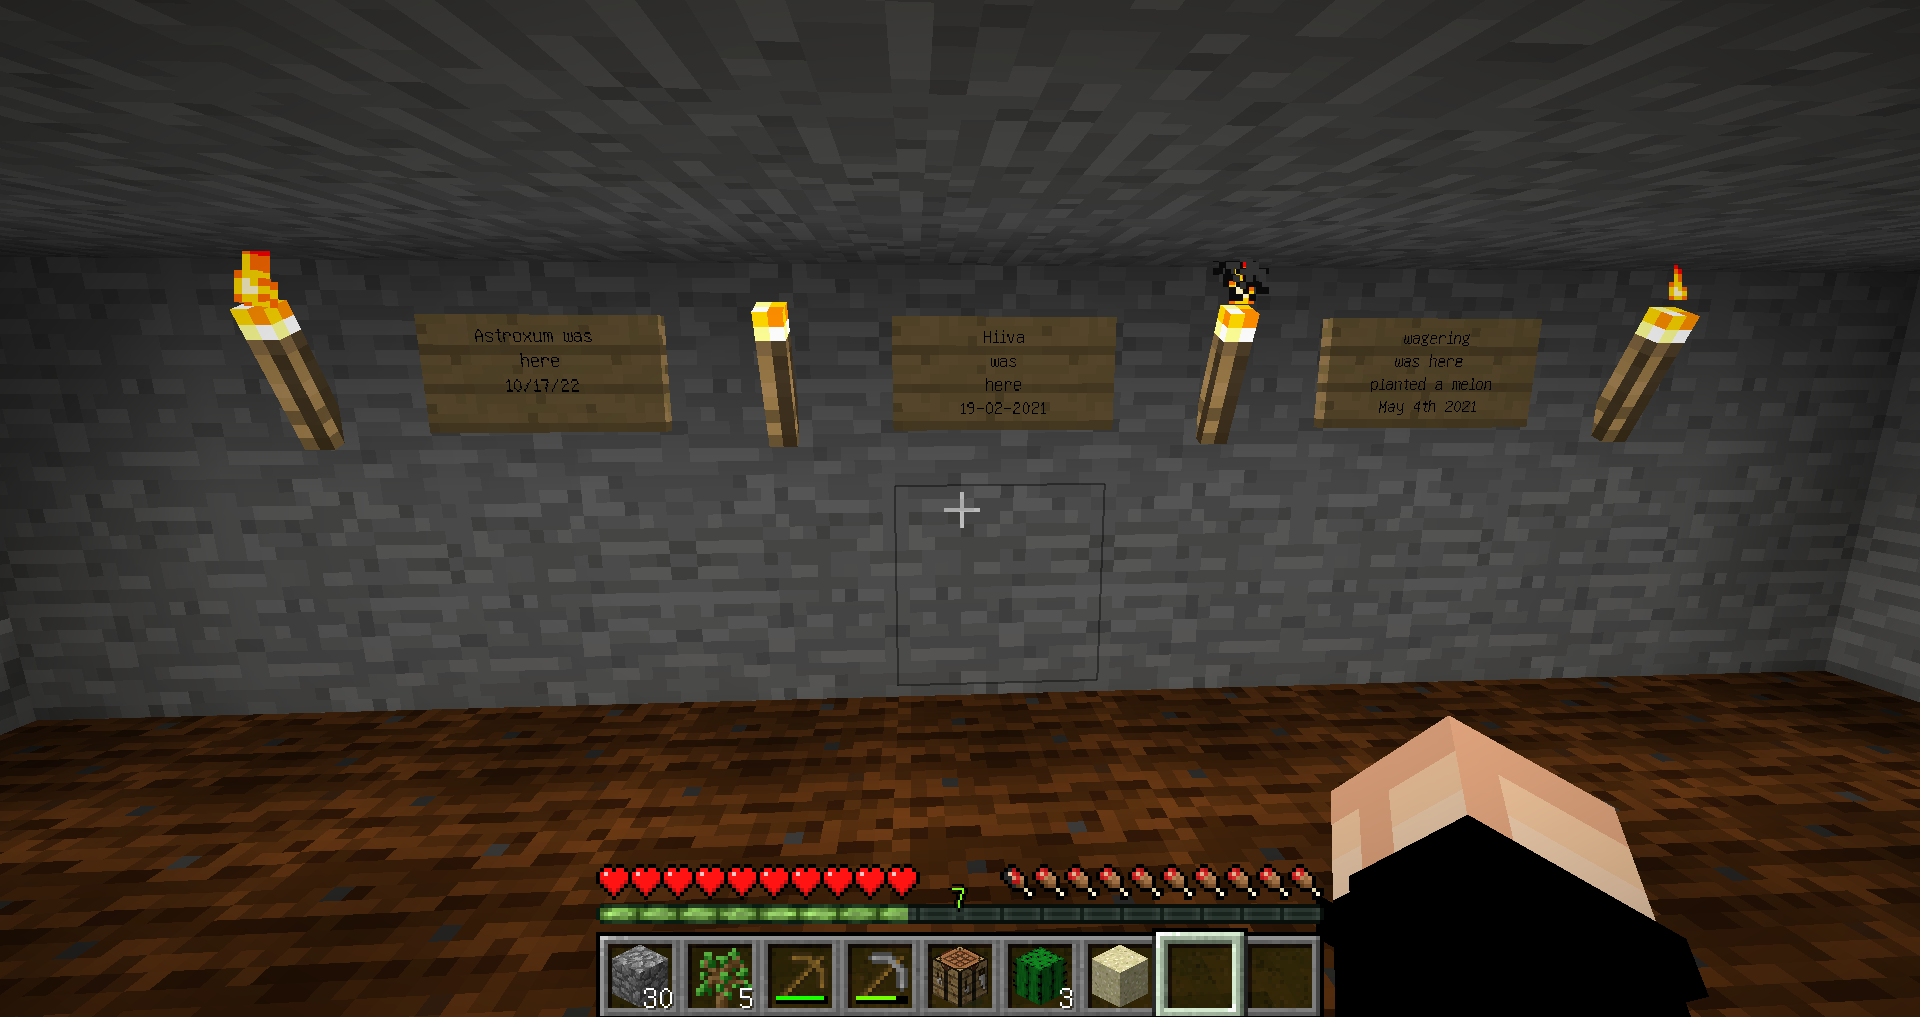 Astroxum was
here
10/17/22
Hiiva
was
here
19-02-2021
wagering
was here
planted a melon
May 4th 2021
7
30
5
3